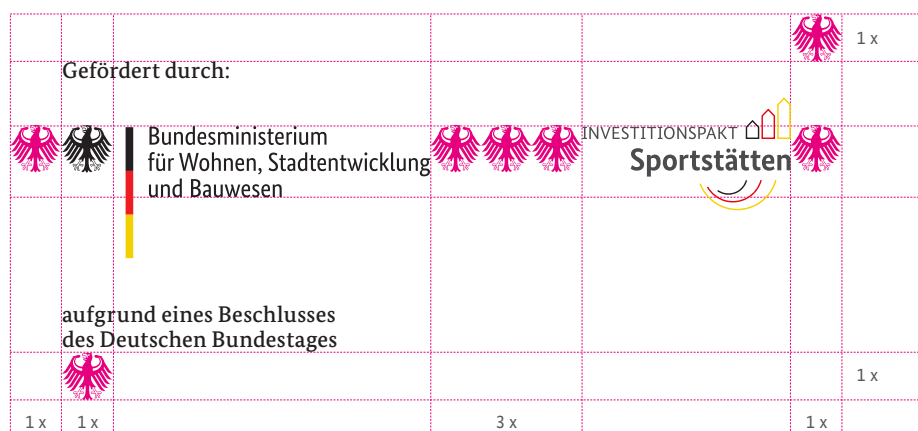 1 x
Gefördert durch:
Bundesministerium
für Wohnen, Stadtentwicklung
und Bauwesen
INVESTITIONSPAKT
Sportstätten
aufgrund eines Beschlusses
des Deutschen Bundestages
1 x
1 x
1 x
3 x
1 x